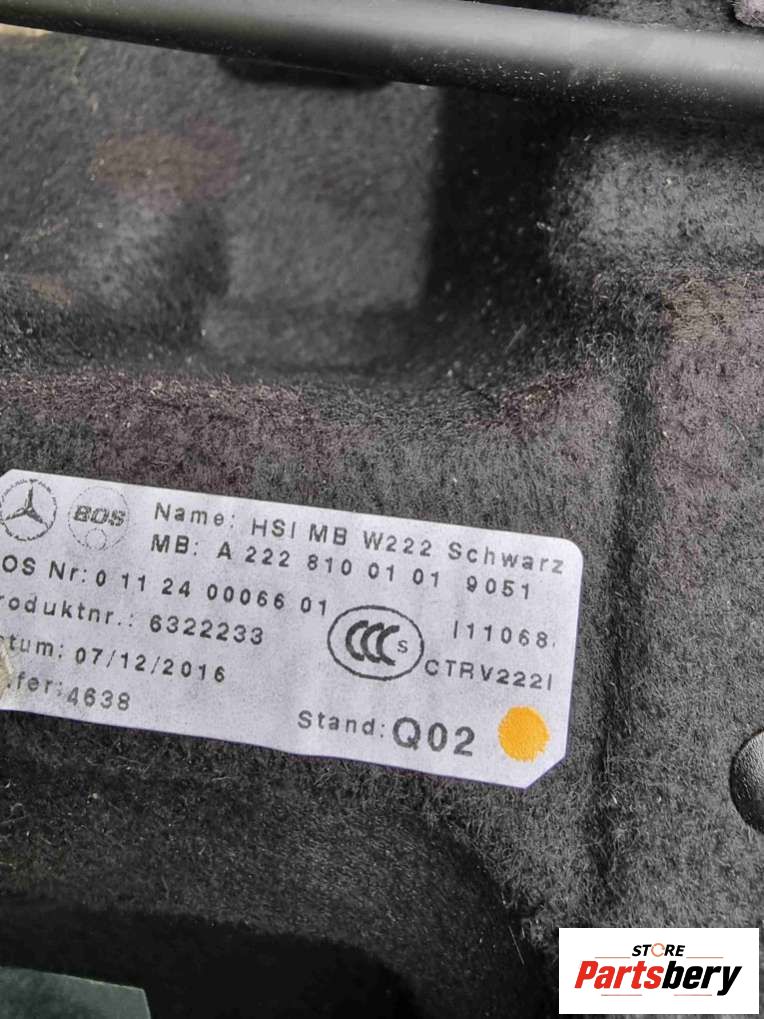 BOS
Name: HSI MB W222 Schwarz
MB: A 222 810 01 01 9051
OS Nr: 0 11 24 00066 01
roduktnr.: 6322233
tum: 07/12/2016
fer: 4638
CCC S
I11068
CTRV222I
Stand: Q02
STORE
Partsbery